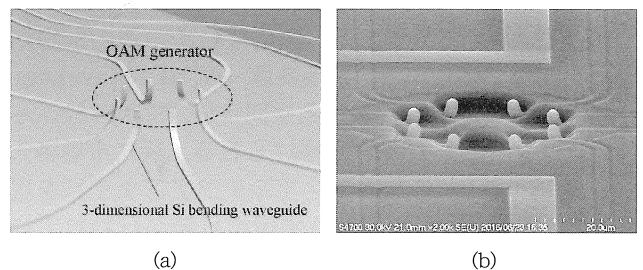 OAM generator
3-dimensional Si bending waveguide
S4700 30.0kV 21.0mm x2.00k SE(U) 2016/06/23 16:35
20.0um
(a)
(b)